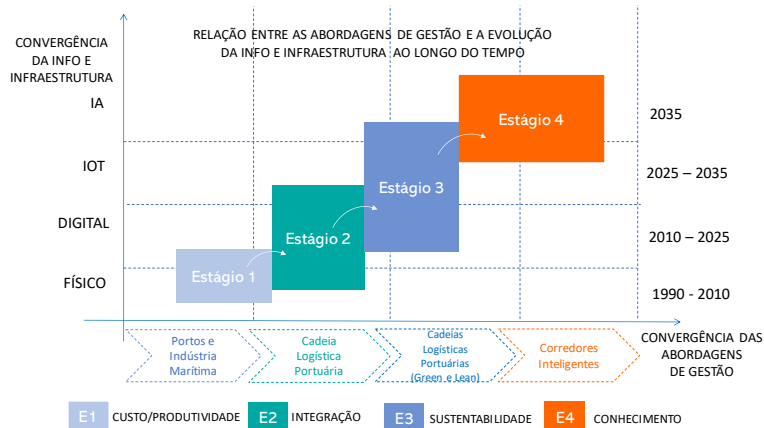 RELAÇÃO ENTRE AS ABORDAGENS DE GESTÃO E A EVOLUÇÃO
DA INFO E INFRAESTRUTURA AO LONGO DO TEMPO
CONVERGÊNCIA
DA INFO E
INFRAESTRUTURA
IA
Estágio 4
2035
IOT
Estágio 3
2025 – 2035
DIGITAL
Estágio 2
2010 – 2025
FÍSICO
Estágio 1
1990 - 2010
Portos e
Indústria
Marítima
Cadeia
Logística
Portuária
Cadeias
Logísticas
Portuárias
(Green e Lean)
Corredores
Inteligentes
CONVERGÊNCIA DAS
ABORDAGENS
DE GESTÃO
E1 CUSTO/PRODUTIVIDADE
E2 INTEGRAÇÃO
E3 SUSTENTABILIDADE
E4 CONHECIMENTO